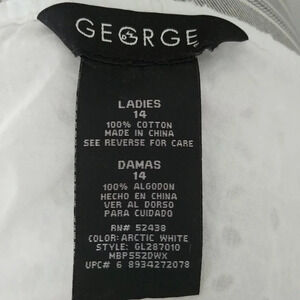 GEORGE
LADIES
14
100% COTTON
MADE IN CHINA
SEE REVERSE FOR CARE
DAMAS
14
100% ALGODON
HECHO EN CHINA
VER AL DORSO
PARA CUIDADO
RN# 52438
COLOR: ARCTIC WHITE
STYLE: GL287010
MBP552DWX
UPC# 6 8934272078